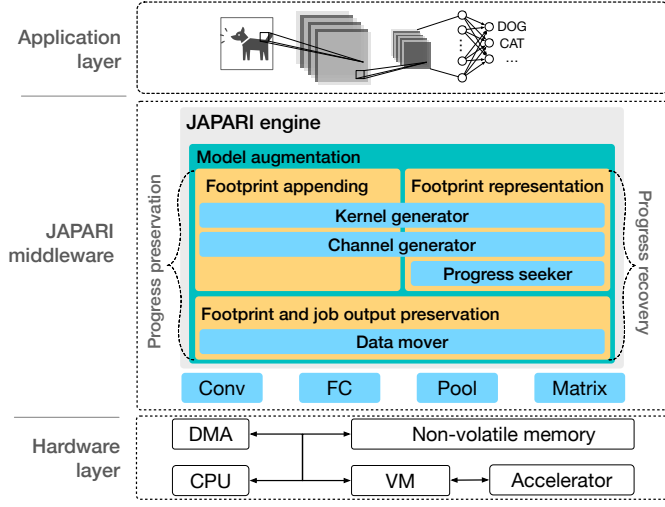 Application
layer
DOG
CAT
...
JAPARI
middleware
JAPARI engine
Model augmentation
Footprint appending
Footprint representation
Kernel generator
Channel generator
Progress seeker
Footprint and job output preservation
Data mover
Progress preservation
Progress recovery
Conv
FC
Pool
Matrix
Hardware
layer
DMA
Non-volatile memory
CPU
VM
Accelerator